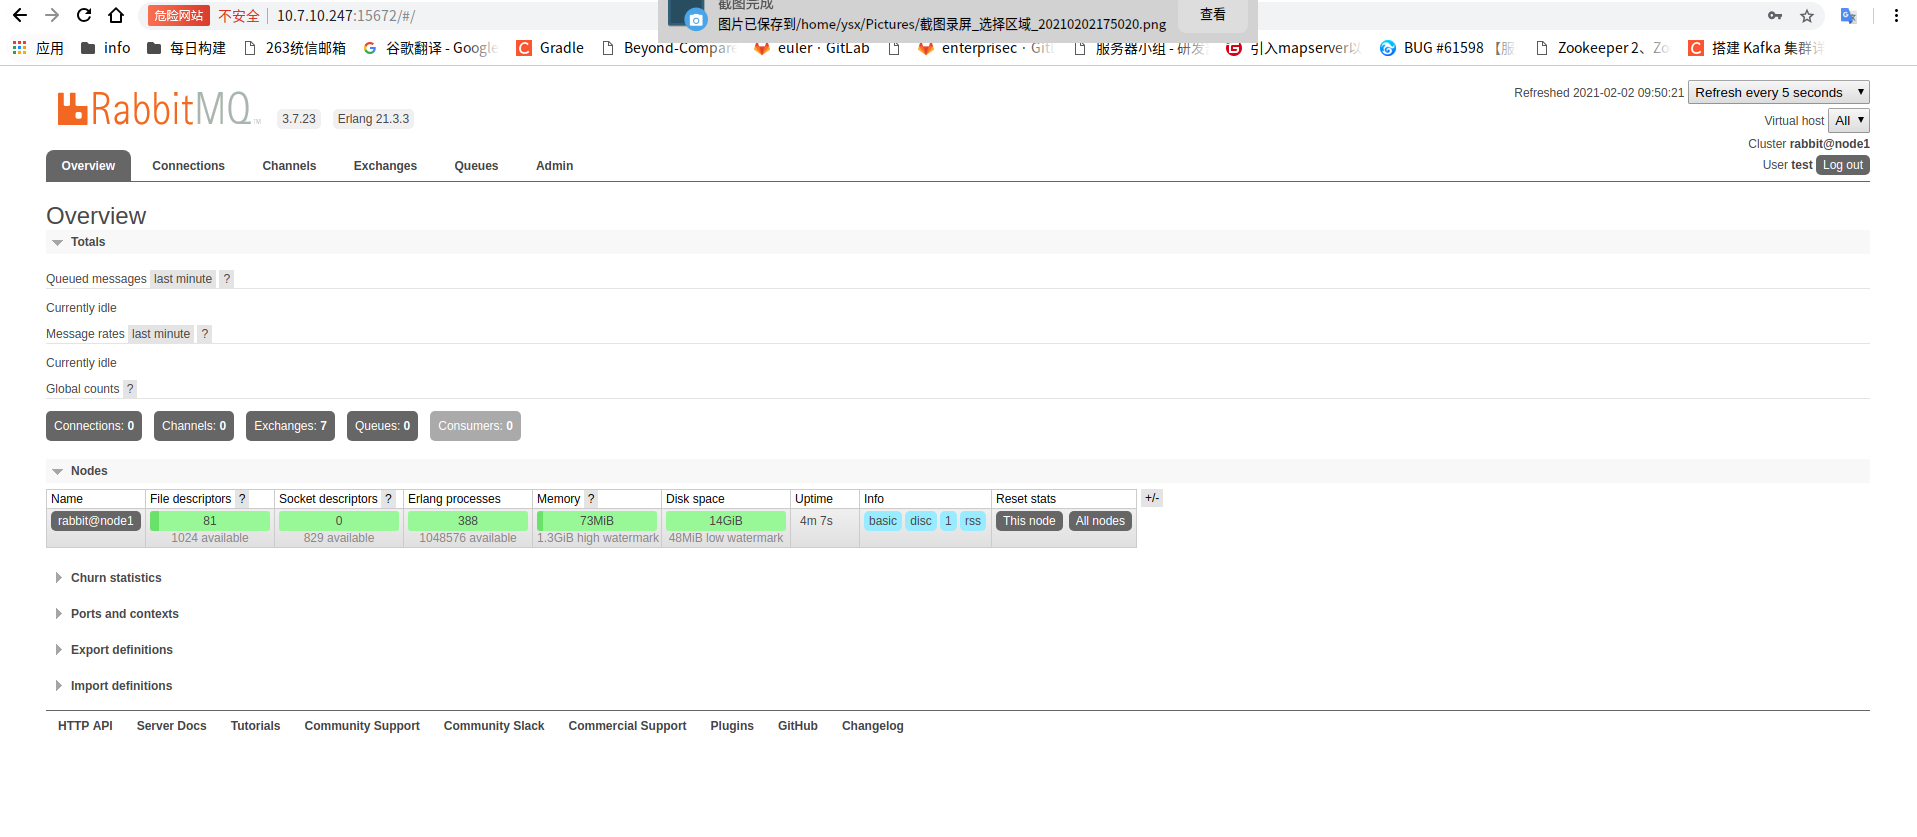 截图完成
图片已保存到/home/ysx/Pictures/截图录屏_选择区域_20210202175020.png
查看
危险网站 不安全 10.7.10.247:15672/#/
应用 info 每日构建 263统信邮箱 谷歌翻译 - Google Gradle Beyond-Compar euler · GitLab enterprisec · Git 服务器小组 - 研发 引入mapserver以 BUG #61598 【服 Zookeeper 2、Zo 搭建 Kafka 集群详
RabbitMQ TM 3.7.23 Erlang 21.3.3
Refreshed 2021-02-02 09:50:21 Refresh every 5 seconds
Virtual host All
Cluster rabbit@node1
User test Log out
Overview Connections Channels Exchanges Queues Admin
Overview
Totals
Queued messages last minute ?
Currently idle
Message rates last minute ?
Currently idle
Global counts ?
Connections: 0 Channels: 0 Exchanges: 7 Queues: 0 Consumers: 0
Nodes
Name File descriptors ? Socket descriptors ? Erlang processes Memory ? Disk space Uptime Info Reset stats +/-
rabbit@node1 81 0 388 73MiB 14GiB 4m 7s basic disc 1 rss This node All nodes
1024 available 829 available 1048576 available 1.3GiB high watermark 48MiB low watermark
Churn statistics
Ports and contexts
Export definitions
Import definitions
HTTP API Server Docs Tutorials Community Support Community Slack Commercial Support Plugins GitHub Changelog